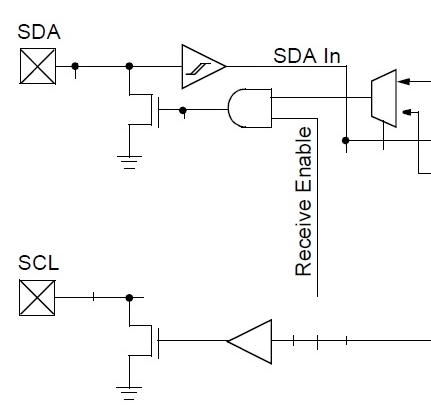 SDA
SDA In
Receive Enable
SCL